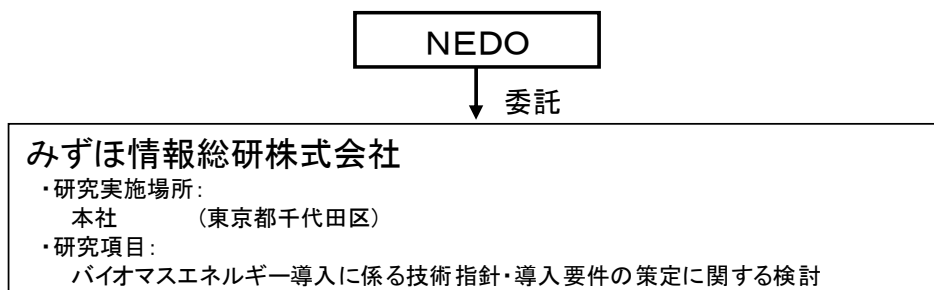 NEDO
委託
みずほ情報総研株式会社
・研究実施場所:
本社 (東京都千代田区)
・研究項目:
バイオマスエネルギー導入に係る技術指針・導入要件の策定に関する検討